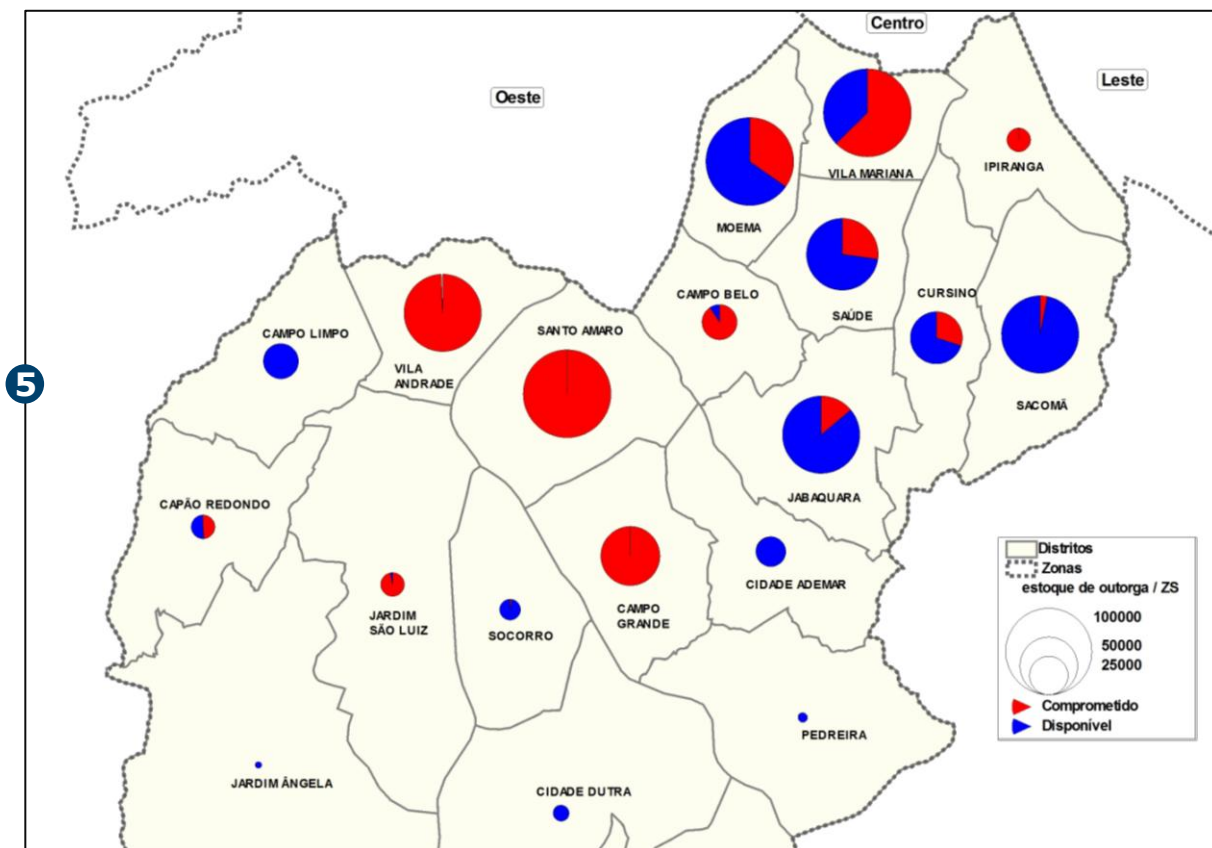 Centro
Oeste
Leste
VILA MARIANA
IPIRANGA
MOEMA
CAMPO BELO
SAÚDE
CURSINO
CAMPO LIMPO
VILA
ANDRADE
SANTO AMARO
5
SACOMÃ
CAPÃO REDONDO
JABAQUARA
JARDIM
SÃO LUIZ
SOCORRO
CAMPO
GRANDE
CIDADE ADEMAR
PEDREIRA
JARDIM ÂNGELA
CIDADE DUTRA
Distritos
Zonas
estoque de outorga / ZS
100000
50000
25000
Comprometido
Disponível